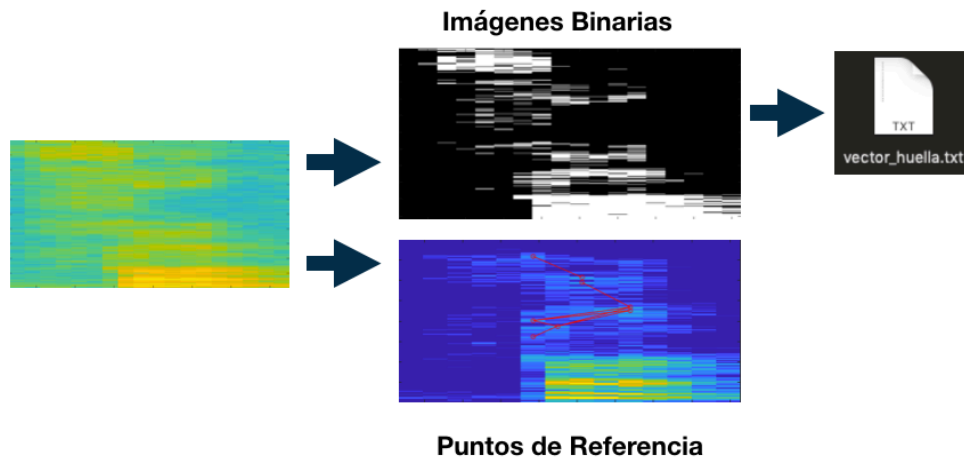 Imágenes Binarias
TXT
vector_huella.txt
Puntos de Referencia